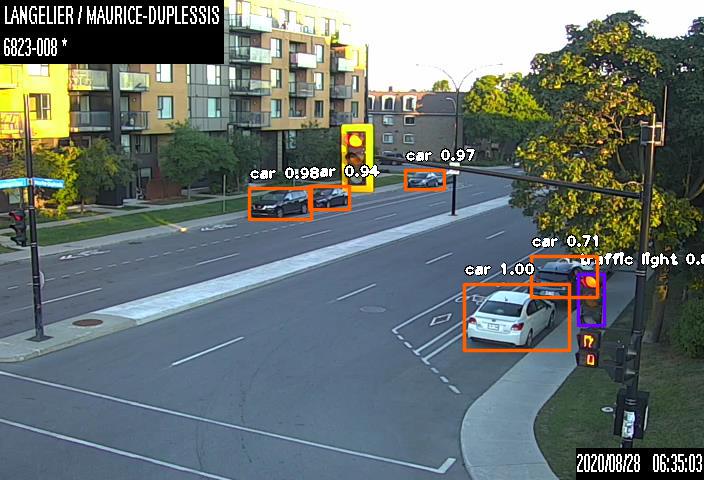 LANGELIER / MAURICE-DUPLESSIS
6823-008 *
car 0.98
car 0.94
car 0.97
car 0.71
traffic light 0.8
car 1.00
2020/08/28 06:35:03